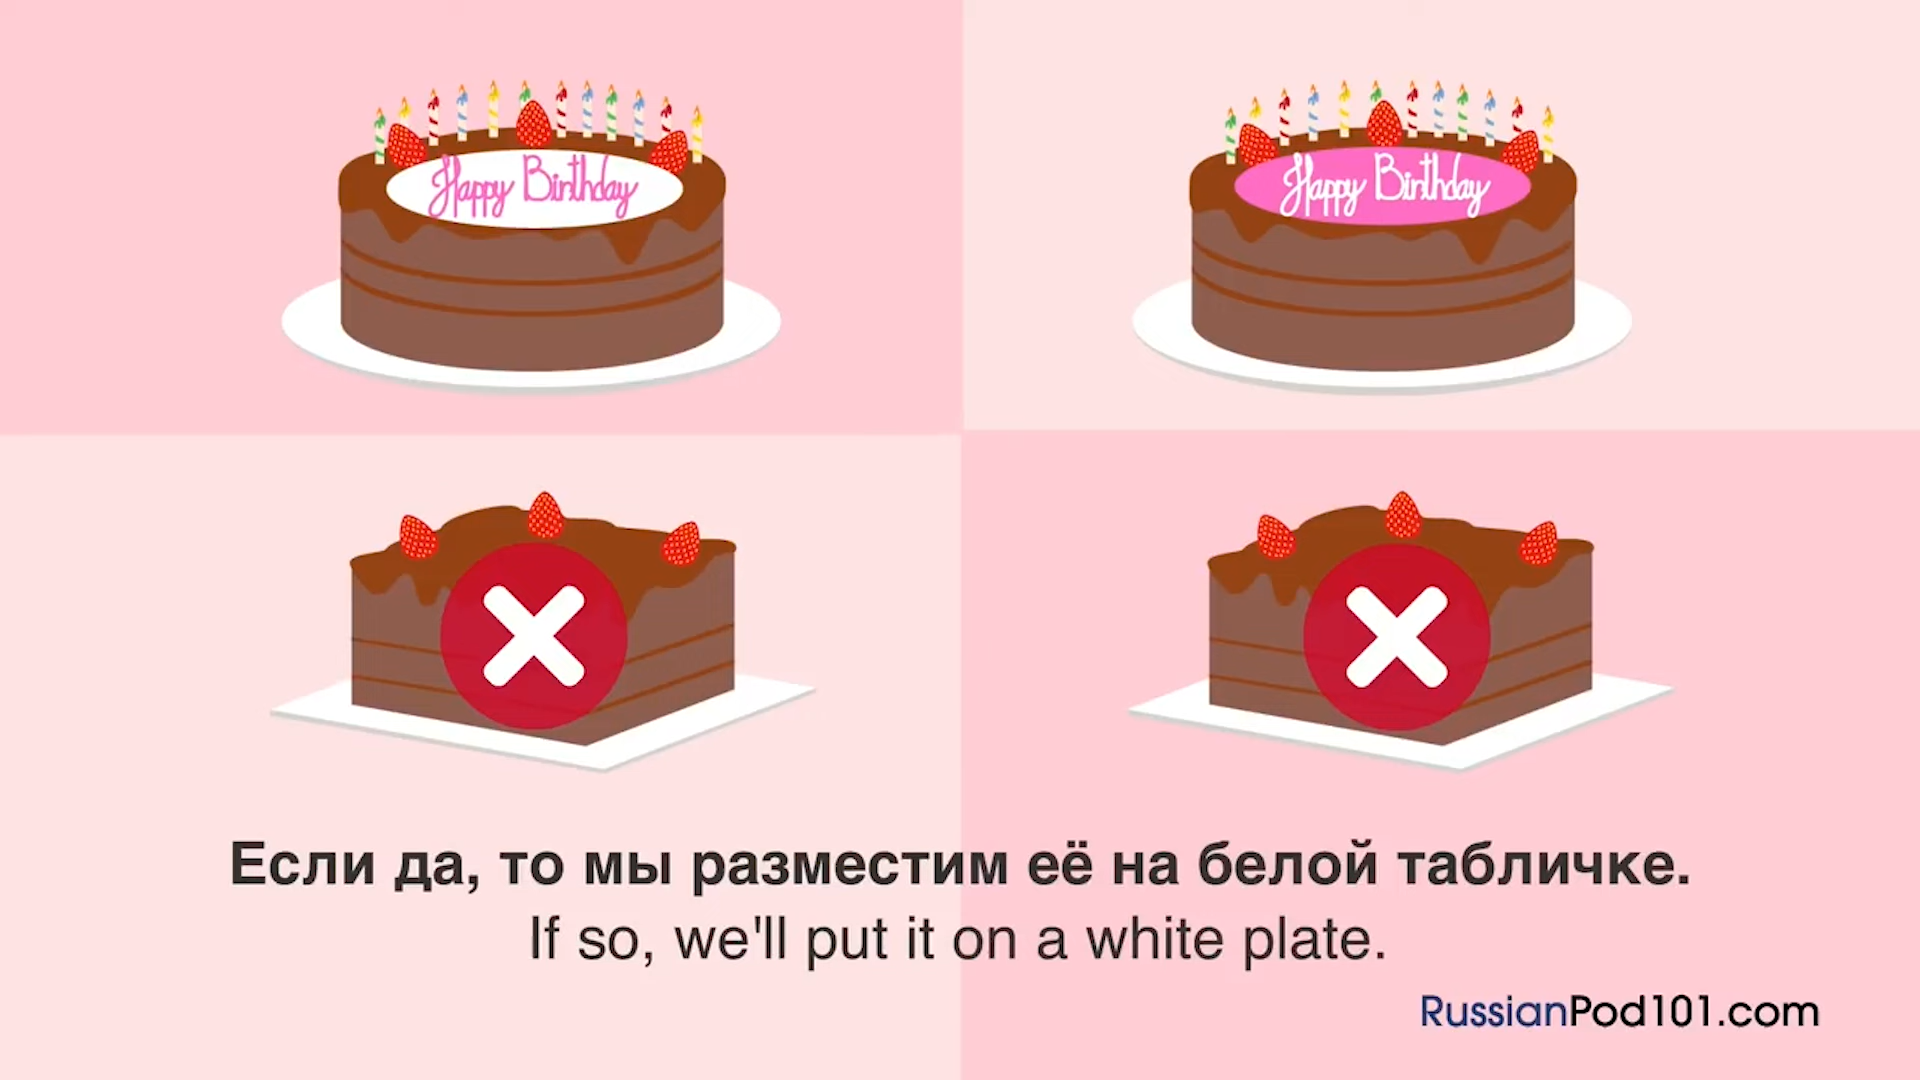 Happy Birthday
Happy Birthday
Если да, то мы разместим её на белой табличке.
If so, we'll put it on a white plate.
RussianPod101.com